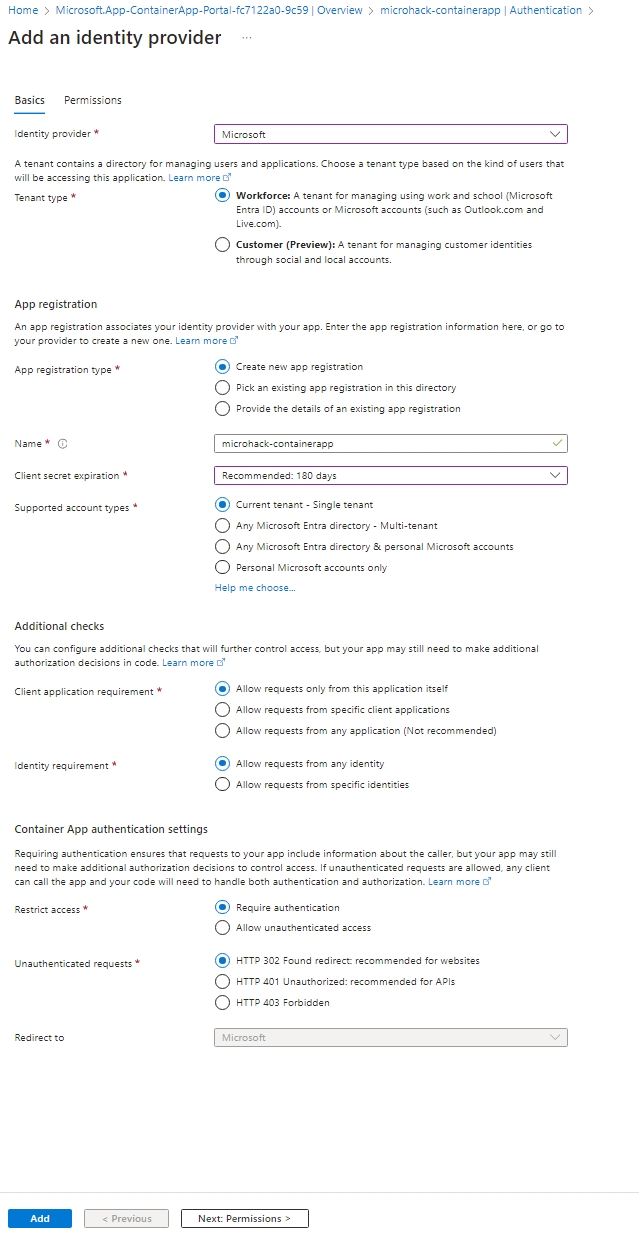 Home > Microsoft.App-ContainerApp-Portal-fc7122a0-9c59 | Overview > microhack-containerapp | Authentication >
Add an identity provider ...
Basics Permissions
Identity provider * Microsoft
A tenant contains a directory for managing users and applications. Choose a tenant type based on the kind of users that
will be accessing this application. Learn more
Tenant type * Workforce: A tenant for managing using work and school (Microsoft
Entra ID) accounts or Microsoft accounts (such as Outlook.com and
Live.com).
Customer (Preview): A tenant for managing customer identities
through social and local accounts.
App registration
An app registration associates your identity provider with your app. Enter the app registration information here, or go to
your provider to create a new one. Learn more
App registration type * Create new app registration
Pick an existing app registration in this directory
Provide the details of an existing app registration
Name * microhack-containerapp
Client secret expiration * Recommended: 180 days
Supported account types * Current tenant - Single tenant
Any Microsoft Entra directory - Multi-tenant
Any Microsoft Entra directory & personal Microsoft accounts
Personal Microsoft accounts only
Help me choose...
Additional checks
You can configure additional checks that will further control access, but your app may still need to make additional
authorization decisions in code. Learn more
Client application requirement * Allow requests only from this application itself
Allow requests from specific client applications
Allow requests from any application (Not recommended)
Identity requirement * Allow requests from any identity
Allow requests from specific identities
Container App authentication settings
Requiring authentication ensures that requests to your app include information about the caller, but your app may still
need to make additional authorization decisions to control access. If unauthenticated requests are allowed, any client
can call the app and your code will need to handle both authentication and authorization. Learn more
Restrict access * Require authentication
Allow unauthenticated access
Unauthenticated requests * HTTP 302 Found redirect: recommended for websites
HTTP 401 Unauthorized: recommended for APIs
HTTP 403 Forbidden
Redirect to Microsoft
Add < Previous Next: Permissions >